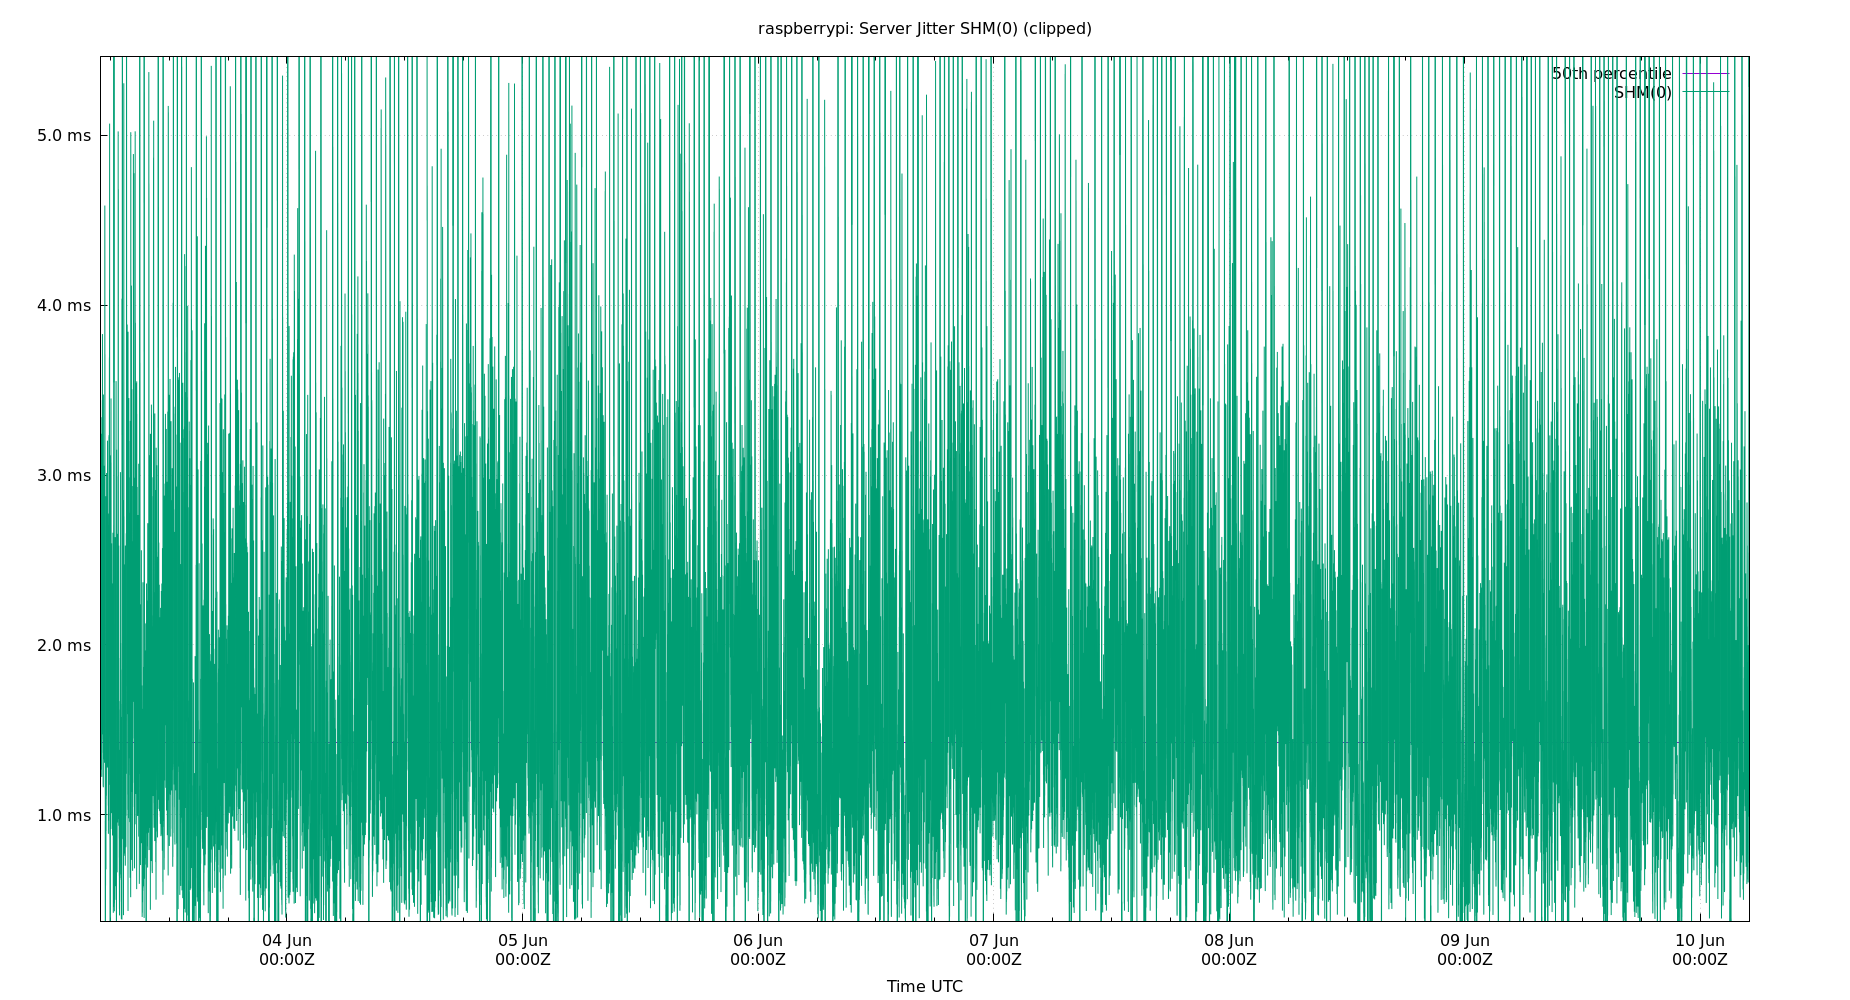 raspberrypi: Server Jitter SHM(0) (clipped)
50th percentile
SHM(0)
5.0 ms
4.0 ms
3.0 ms
2.0 ms
1.0 ms
04 Jun 05 Jun 06 Jun 07 Jun 08 Jun 09 Jun 10 Jun
00:00Z 00:00Z 00:00Z 00:00Z 00:00Z 00:00Z 00:00Z
Time UTC